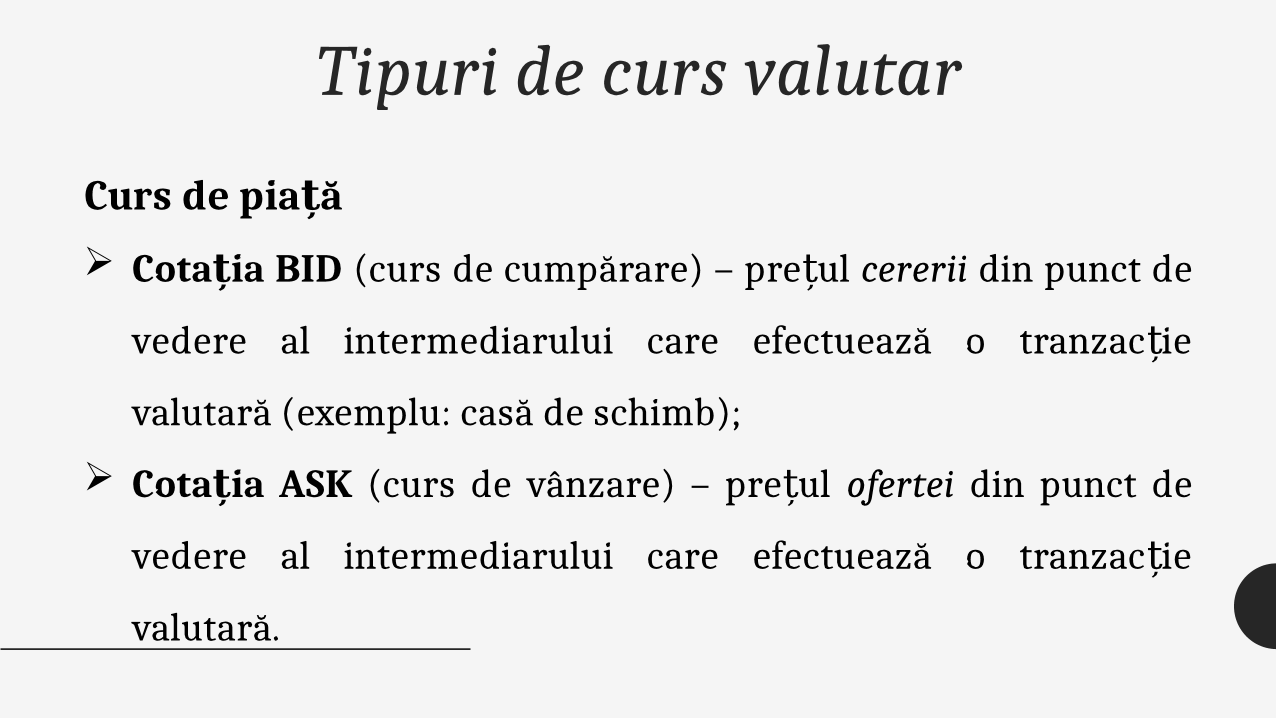 Tipuri de curs valutar
Curs de piață
➢ Cotația BID (curs de cumpărare) – prețul cererii din punct de
vedere al intermediarului care efectuează o tranzacție
valutară (exemplu: casă de schimb);
➢ Cotația ASK (curs de vânzare) – prețul ofertei din punct de
vedere al intermediarului care efectuează o tranzacție
valutară.